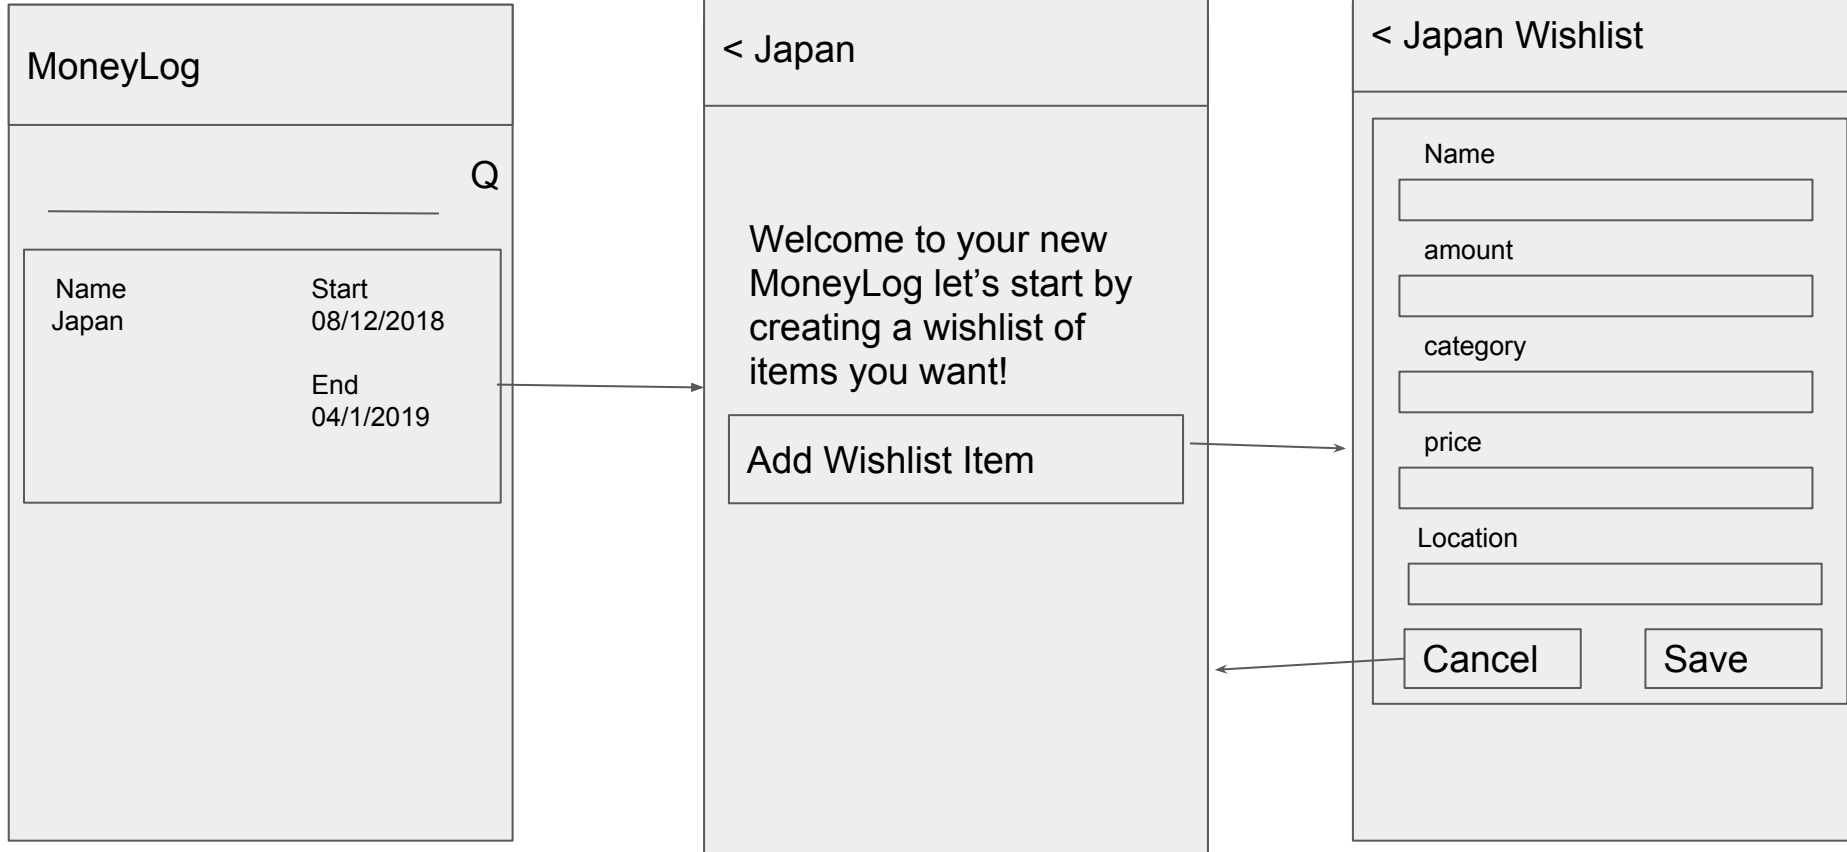 MoneyLog
Q
Name
Japan
Start
08/12/2018
End
04/1/2019
< Japan
Welcome to your new
MoneyLog let’s start by
creating a wishlist of
items you want!
Add Wishlist Item
< Japan Wishlist
Name
amount
category
price
Location
Cancel
Save